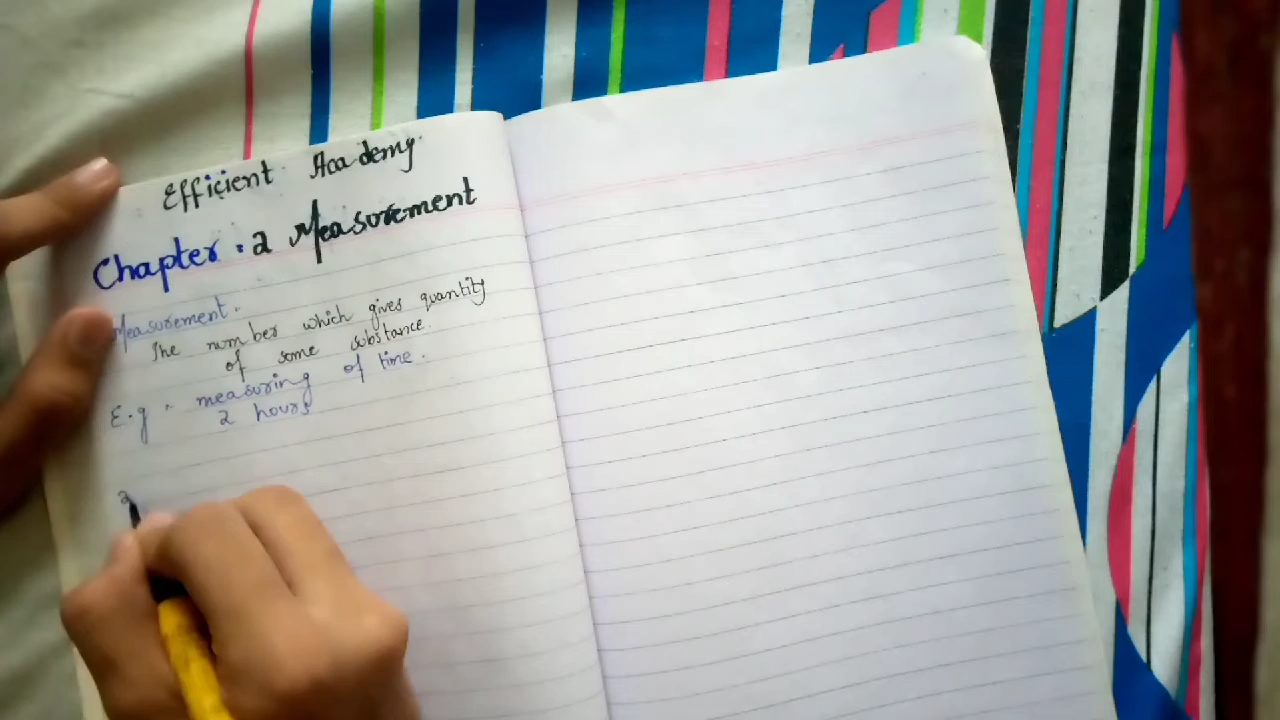 Efficient Academy
Chapter : 2 Measurement
Measurement.
The number which gives quantity
of some substance.
E.g : measuring of time.
2 hours
2